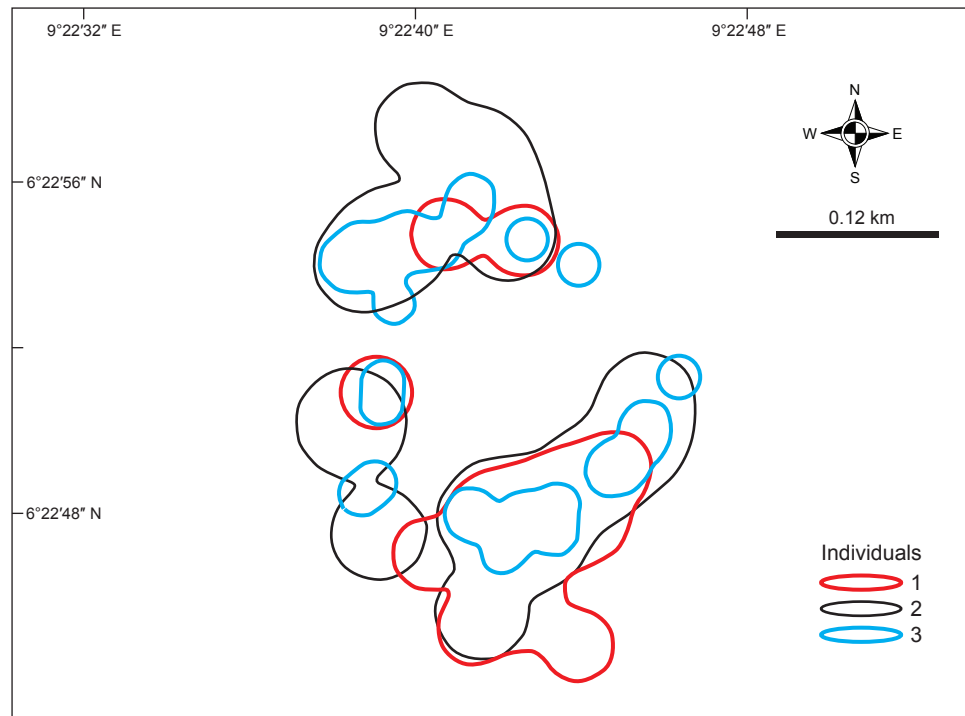 9°22′32″ E
9°22′40″ E
9°22′48″ E
N
W E
S
6°22′56″ N
0.12 km
6°22′48″ N
Individuals
1
2
3